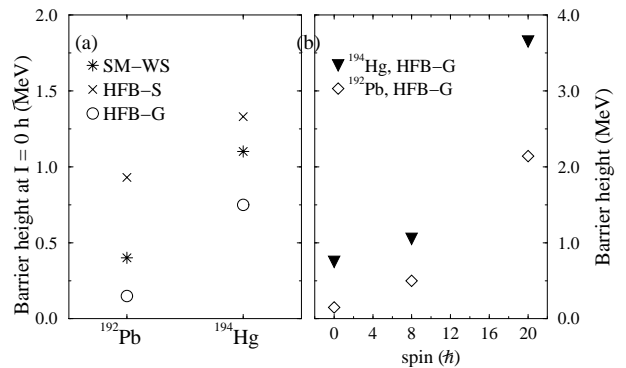 Barrier height at I = 0 h̄ (MeV)
2.0
1.5
1.0
0.5
0.0
(a)
SM–WS
HFB–S
HFB–G
¹⁹²Pb
¹⁹⁴Hg
(b)
¹⁹⁴Hg, HFB–G
¹⁹²Pb, HFB–G
4.0
3.0
2.0
1.0
0.0
Barrier height (MeV)
0 4 8 12 16 20
spin (ħ)